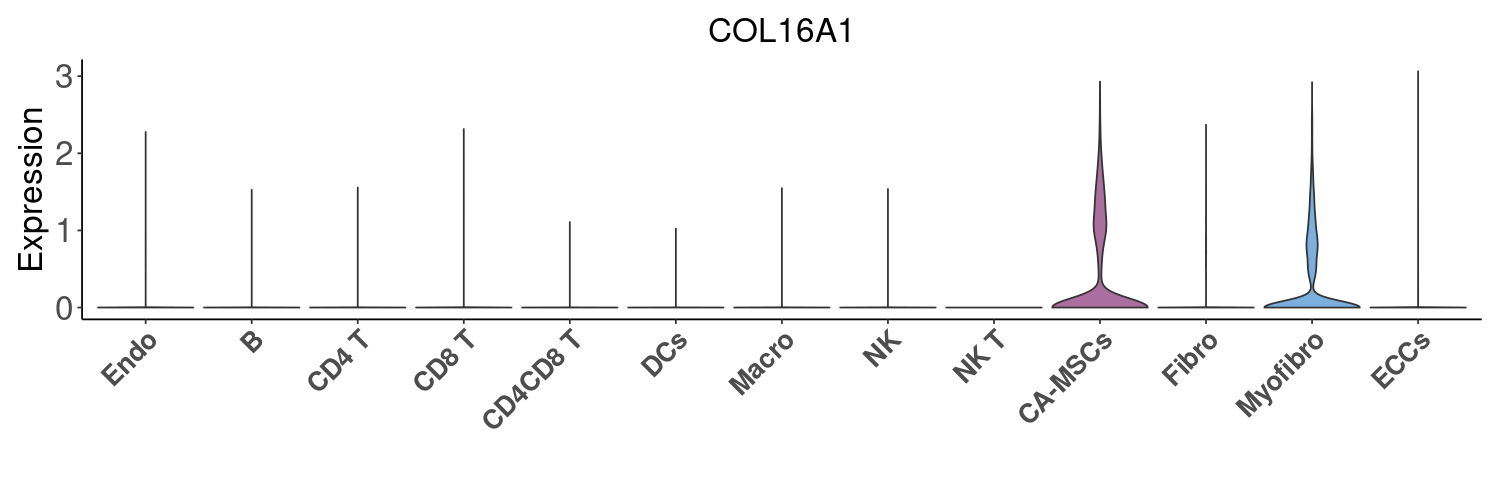 COL16A1
Expression
3
2
1
0
Endo
B
CD4 T
CD8 T
CD4CD8 T
DCs
Macro
NK
NK T
CA-MSCs
Fibro
Myofibro
ECCs